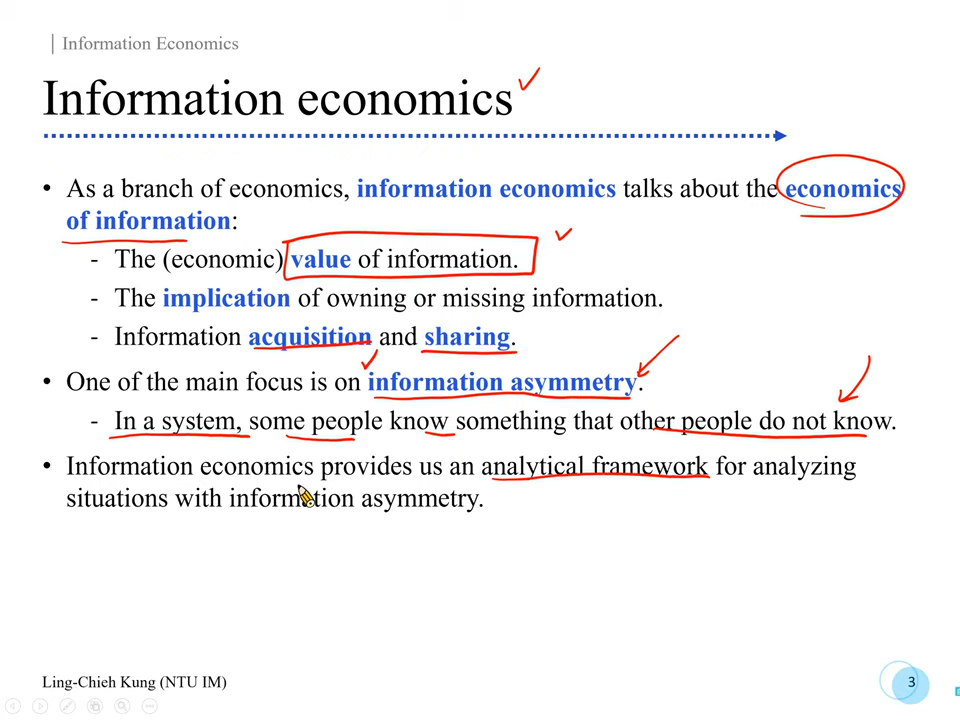 Information Economics
Information economics
• As a branch of economics, information economics talks about the economics
of information:
- The (economic) value of information.
- The implication of owning or missing information.
- Information acquisition and sharing.
• One of the main focus is on information asymmetry.
- In a system, some people know something that other people do not know.
• Information economics provides us an analytical framework for analyzing
situations with information asymmetry.
Ling-Chieh Kung (NTU IM)
3